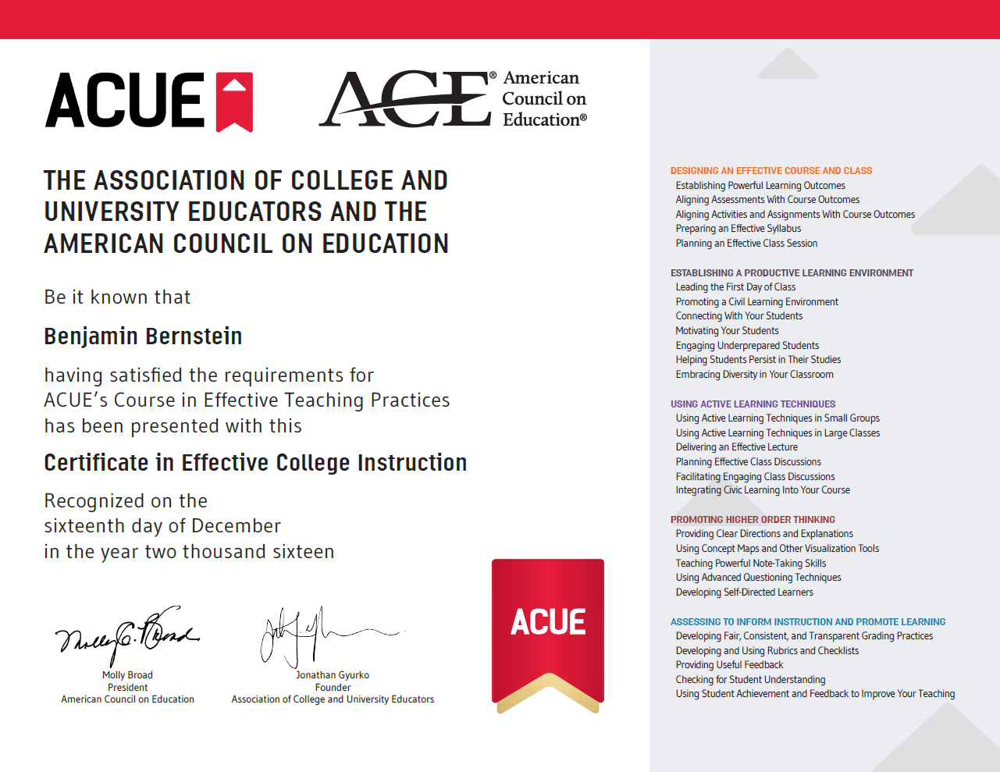 ACUE
ACE® American
Council on
Education®
THE ASSOCIATION OF COLLEGE AND
UNIVERSITY EDUCATORS AND THE
AMERICAN COUNCIL ON EDUCATION
Be it known that
Benjamin Bernstein
having satisfied the requirements for
ACUE’s Course in Effective Teaching Practices
has been presented with this
Certificate in Effective College Instruction
Recognized on the
sixteenth day of December
in the year two thousand sixteen
Molly C. Broad
Molly Broad
President
American Council on Education
Jonathan Gyurko
Founder
Association of College and University Educators
ACUE
DESIGNING AN EFFECTIVE COURSE AND CLASS
Establishing Powerful Learning Outcomes
Aligning Assessments With Course Outcomes
Aligning Activities and Assignments With Course Outcomes
Preparing an Effective Syllabus
Planning an Effective Class Session
ESTABLISHING A PRODUCTIVE LEARNING ENVIRONMENT
Leading the First Day of Class
Promoting a Civil Learning Environment
Connecting With Your Students
Motivating Your Students
Engaging Underprepared Students
Helping Students Persist in Their Studies
Embracing Diversity in Your Classroom
USING ACTIVE LEARNING TECHNIQUES
Using Active Learning Techniques in Small Groups
Using Active Learning Techniques in Large Classes
Delivering an Effective Lecture
Planning Effective Class Discussions
Facilitating Engaging Class Discussions
Integrating Civic Learning Into Your Course
PROMOTING HIGHER ORDER THINKING
Providing Clear Directions and Explanations
Using Concept Maps and Other Visualization Tools
Teaching Powerful Note-Taking Skills
Using Advanced Questioning Techniques
Developing Self-Directed Learners
ASSESSING TO INFORM INSTRUCTION AND PROMOTE LEARNING
Developing Fair, Consistent, and Transparent Grading Practices
Developing and Using Rubrics and Checklists
Providing Useful Feedback
Checking for Student Understanding
Using Student Achievement and Feedback to Improve Your Teaching